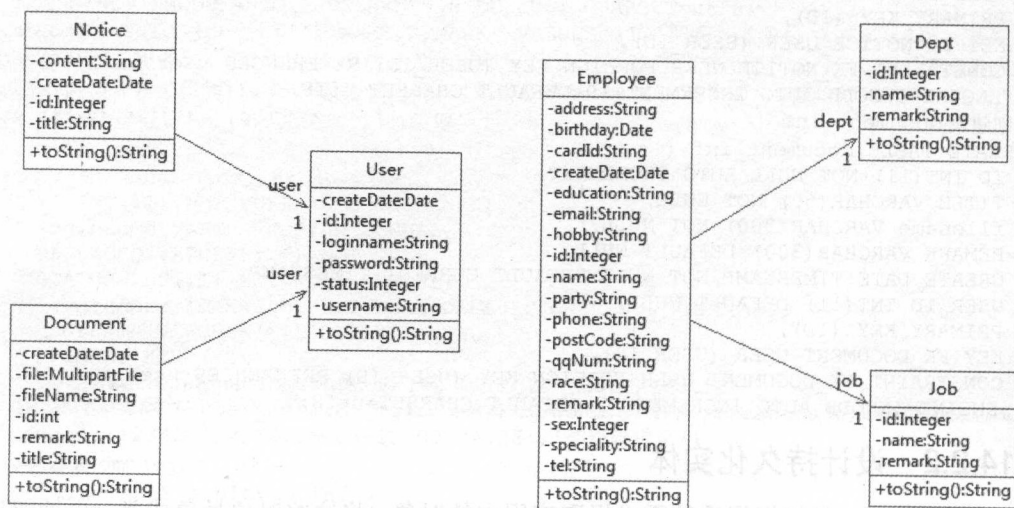 Notice
-content:String
-createDate:Date
-id:Integer
-title:String
+toString():String
user
1
User
-createDate:Date
-id:Integer
-loginname:String
-password:String
-status:Integer
-username:String
+toString():String
user
1
Document
-createDate:Date
-file:MultipartFile
-fileName:String
-id:int
-remark:String
-title:String
+toString():String
Employee
-address:String
-birthday:Date
-cardId:String
-createDate:Date
-education:String
-email:String
-hobby:String
-id:Integer
-name:String
-party:String
-phone:String
-postCode:String
-qqNum:String
-race:String
-remark:String
-sex:Integer
-speciality:String
-tel:String
+toString():String
dept
1
Dept
-id:Integer
-name:String
-remark:String
+toString():String
job
1
Job
-id:Integer
-name:String
-remark:String
+toString():String